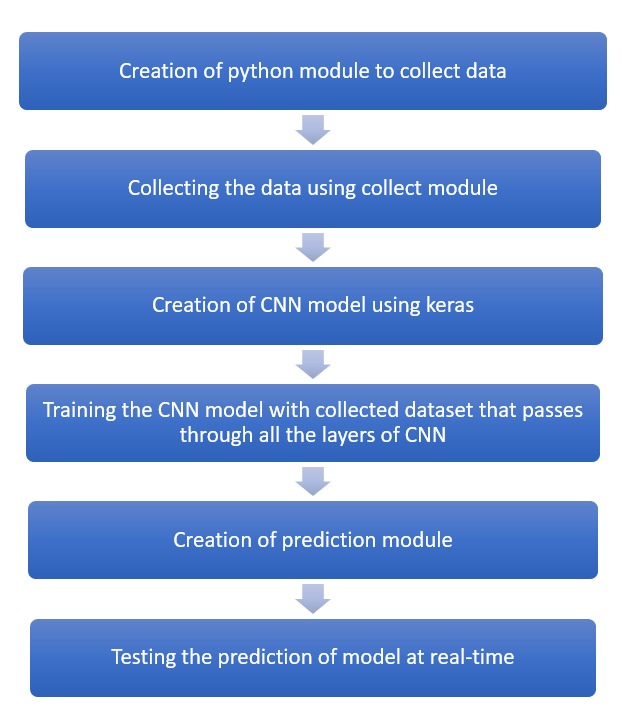 Creation of python module to collect data
Collecting the data using collect module
Creation of CNN model using keras
Training the CNN model with collected dataset that passes
through all the layers of CNN
Creation of prediction module
Testing the prediction of model at real-time